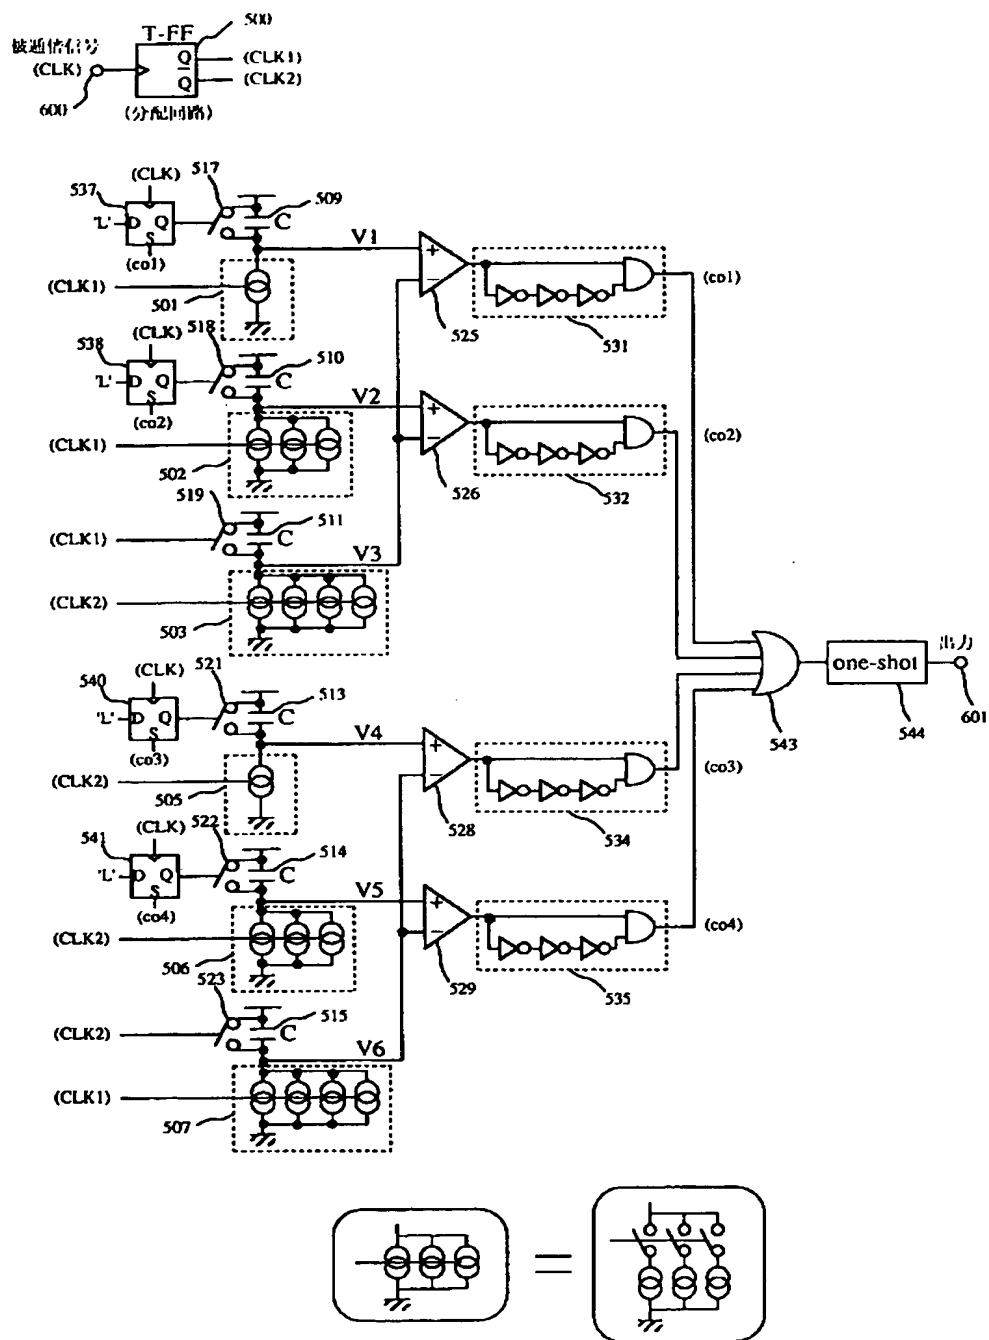 T-FF
500
被逓倍信号
(CLK)
Q
(CLK1)
Q
(CLK2)
600
(分配回路)
(CLK)
517
537
509
'L'
D
Q
C
S
V1
(co1)
(CLK1)
501
+
−
525
531
(co1)
(CLK)
518
538
510
'L'
D
Q
C
S
V2
(co2)
(CLK1)
502
+
−
526
532
(co2)
519
511
(CLK1)
C
V3
(CLK2)
503
(CLK)
521
540
513
'L'
D
Q
C
S
V4
(co3)
(CLK2)
505
+
−
528
534
(co3)
543
one-shot
544
出力
601
(CLK)
522
541
514
'L'
D
Q
C
S
V5
(co4)
(CLK2)
506
+
−
529
535
(co4)
523
515
(CLK2)
C
V6
(CLK1)
507